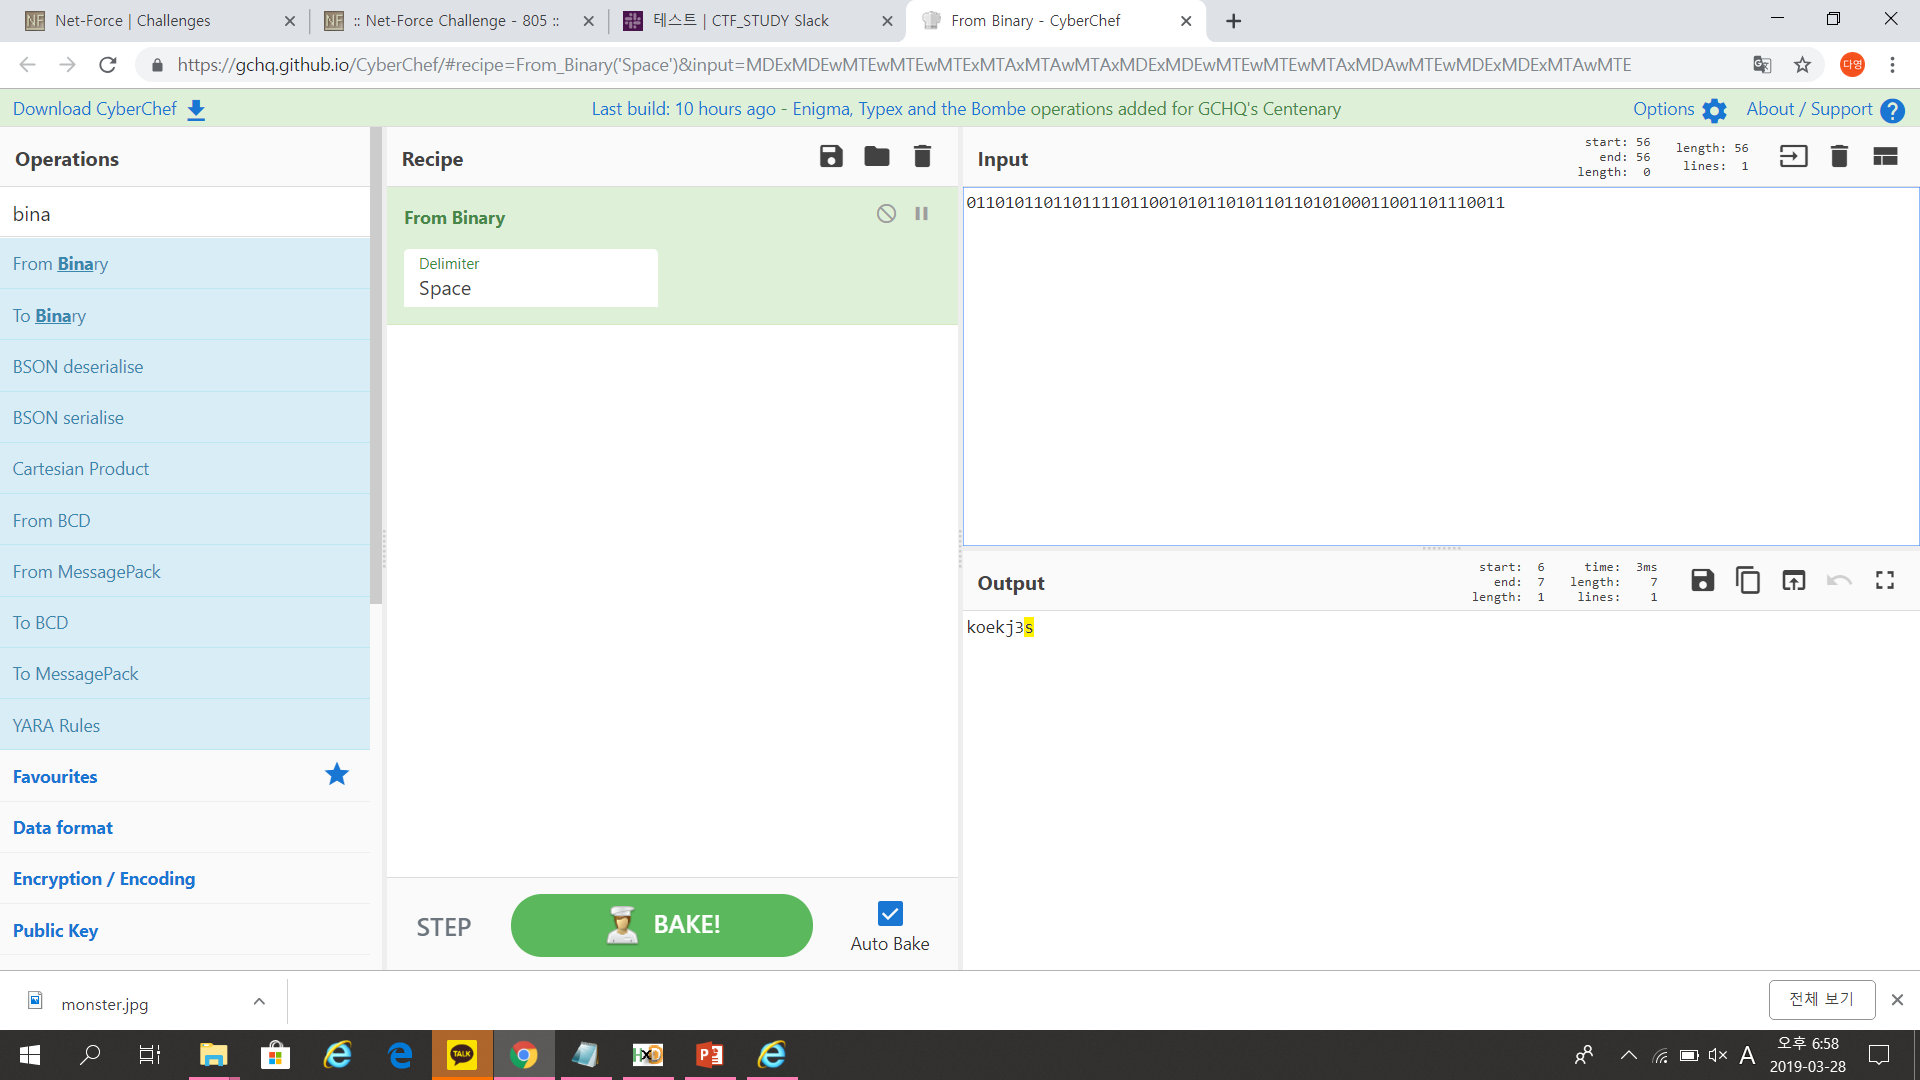 Net-Force | Challenges
:: Net-Force Challenge - 805 ::
테스트 | CTF_STUDY Slack
From Binary - CyberChef
https://gchq.github.io/CyberChef/#recipe=From_Binary('Space')&input=MDExMDEwMTEwMTEwMTExMTAxMTAwMTAxMDExMDEwMTEwMTEwMTAxMDAwMTEwMDExMDExMTAwMTE
다영
Download CyberChef
Last build: 10 hours ago - Enigma, Typex and the Bombe operations added for GCHQ's Centenary
Options
About / Support
Operations
bina
From Binary
To Binary
BSON deserialise
BSON serialise
Cartesian Product
From BCD
From MessagePack
To BCD
To MessagePack
YARA Rules
Favourites
Data format
Encryption / Encoding
Public Key
Recipe
From Binary
Delimiter
Space
STEP
BAKE!
Auto Bake
Input
start: 56
end: 56
length: 0
length: 56
lines: 1
01101011011011110110010101101011011010100011001101110011
Output
start: 6
end: 7
length: 1
time: 3ms
length: 7
lines: 1
koekj3s
monster.jpg
전체 보기
TALK
A
오후 6:58
2019-03-28